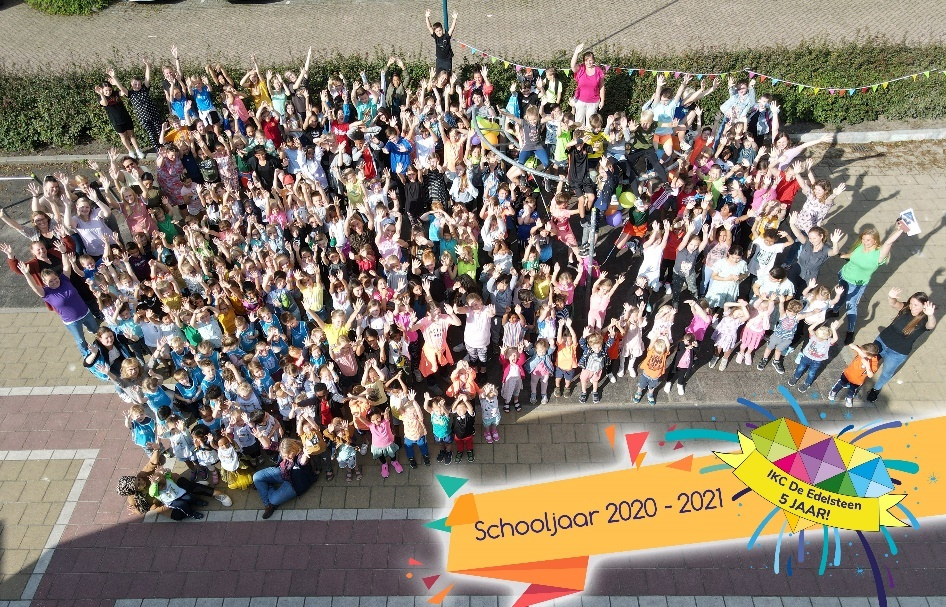 Schooljaar 2020 - 2021
IKC De Edelsteen
5 JAAR!